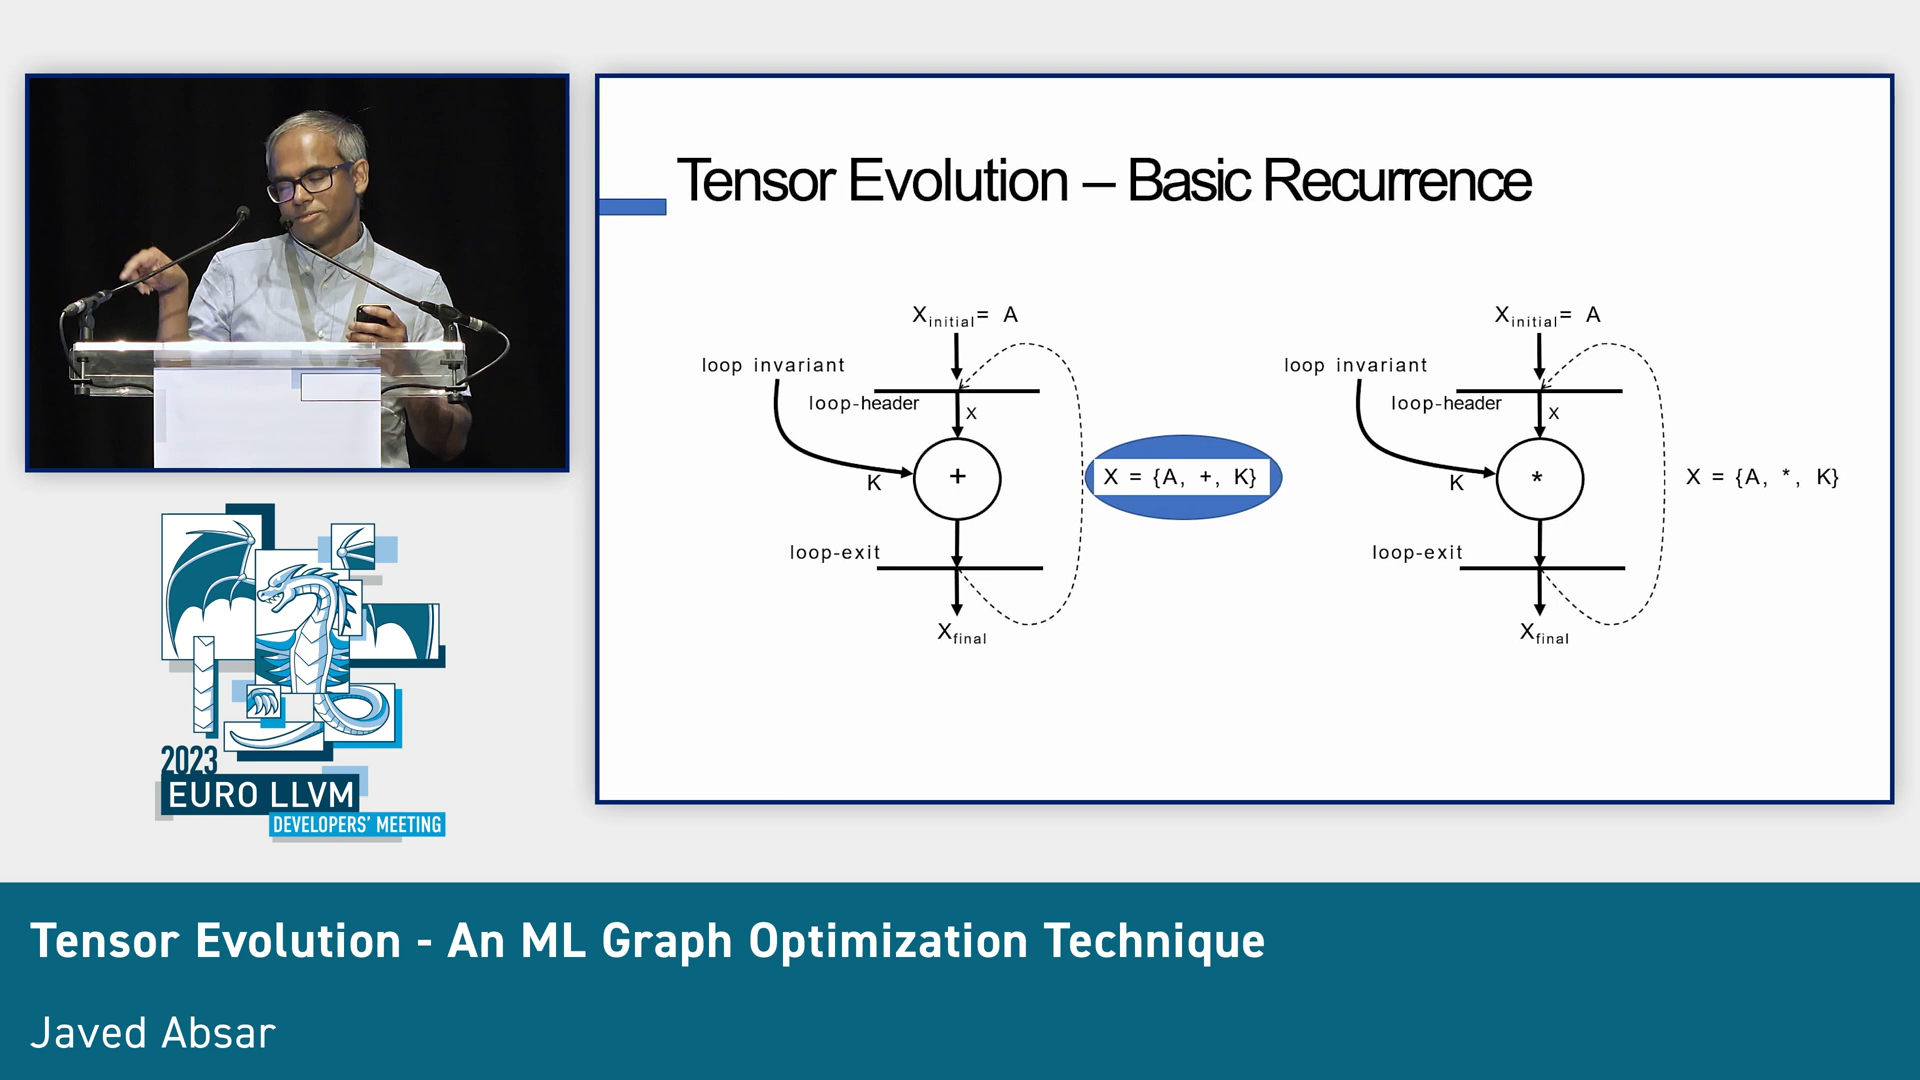 Tensor Evolution – Basic Recurrence
Xinitial= A
loop invariant
loop-header
x
+
K
X = {A, +, K}
loop-exit
Xfinal
Xinitial= A
loop invariant
loop-header
x
*
K
X = {A, *, K}
loop-exit
Xfinal
2023
EURO LLVM
DEVELOPERS' MEETING
Tensor Evolution - An ML Graph Optimization Technique
Javed Absar